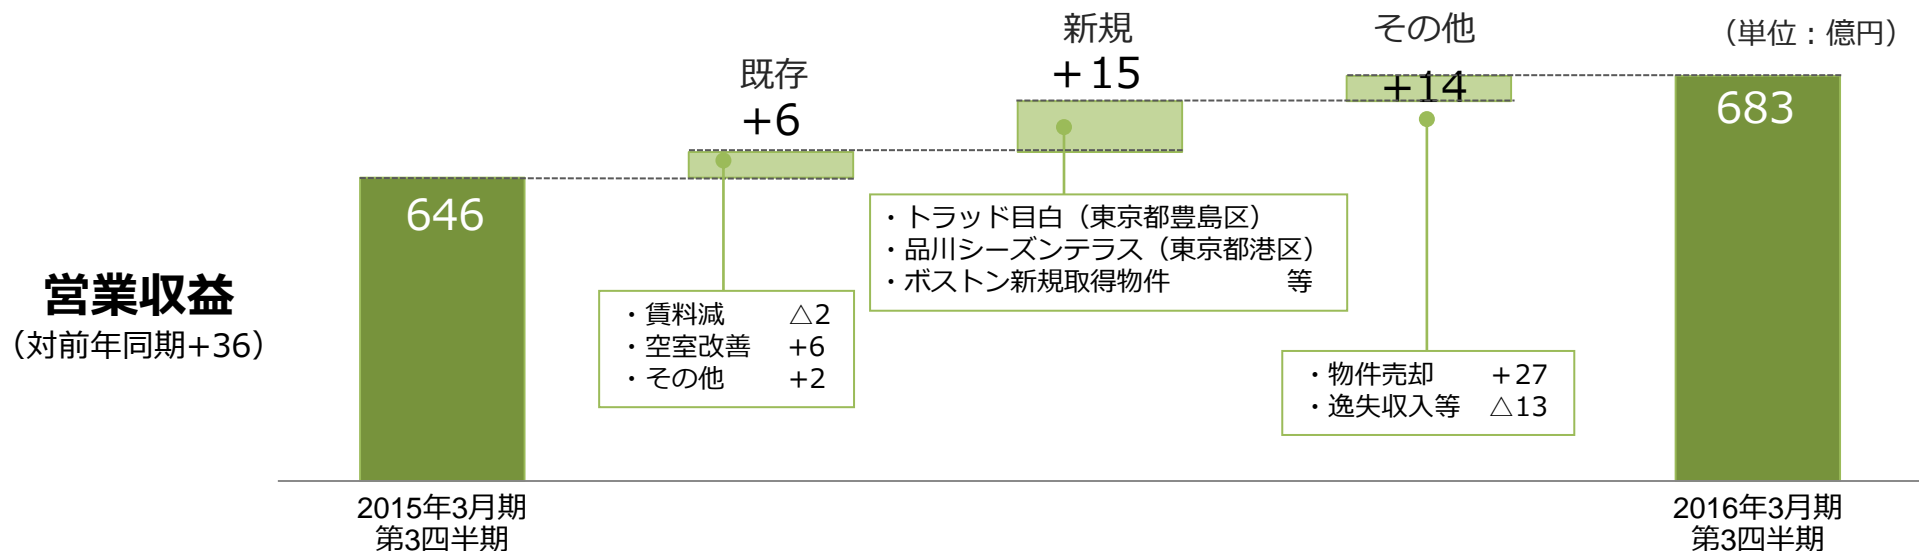 （単位：億円）
営業収益
（対前年同期+36）
646
2015年3月期
第3四半期
既存
+6
・賃料減 △2
・空室改善 +6
・その他 +2
新規
＋15
・トラッド目白（東京都豊島区）
・品川シーズンテラス（東京都港区）
・ボストン新規取得物件 等
その他
+14
・物件売却 ＋27
・逸失収入等 △13
683
2016年3月期
第3四半期